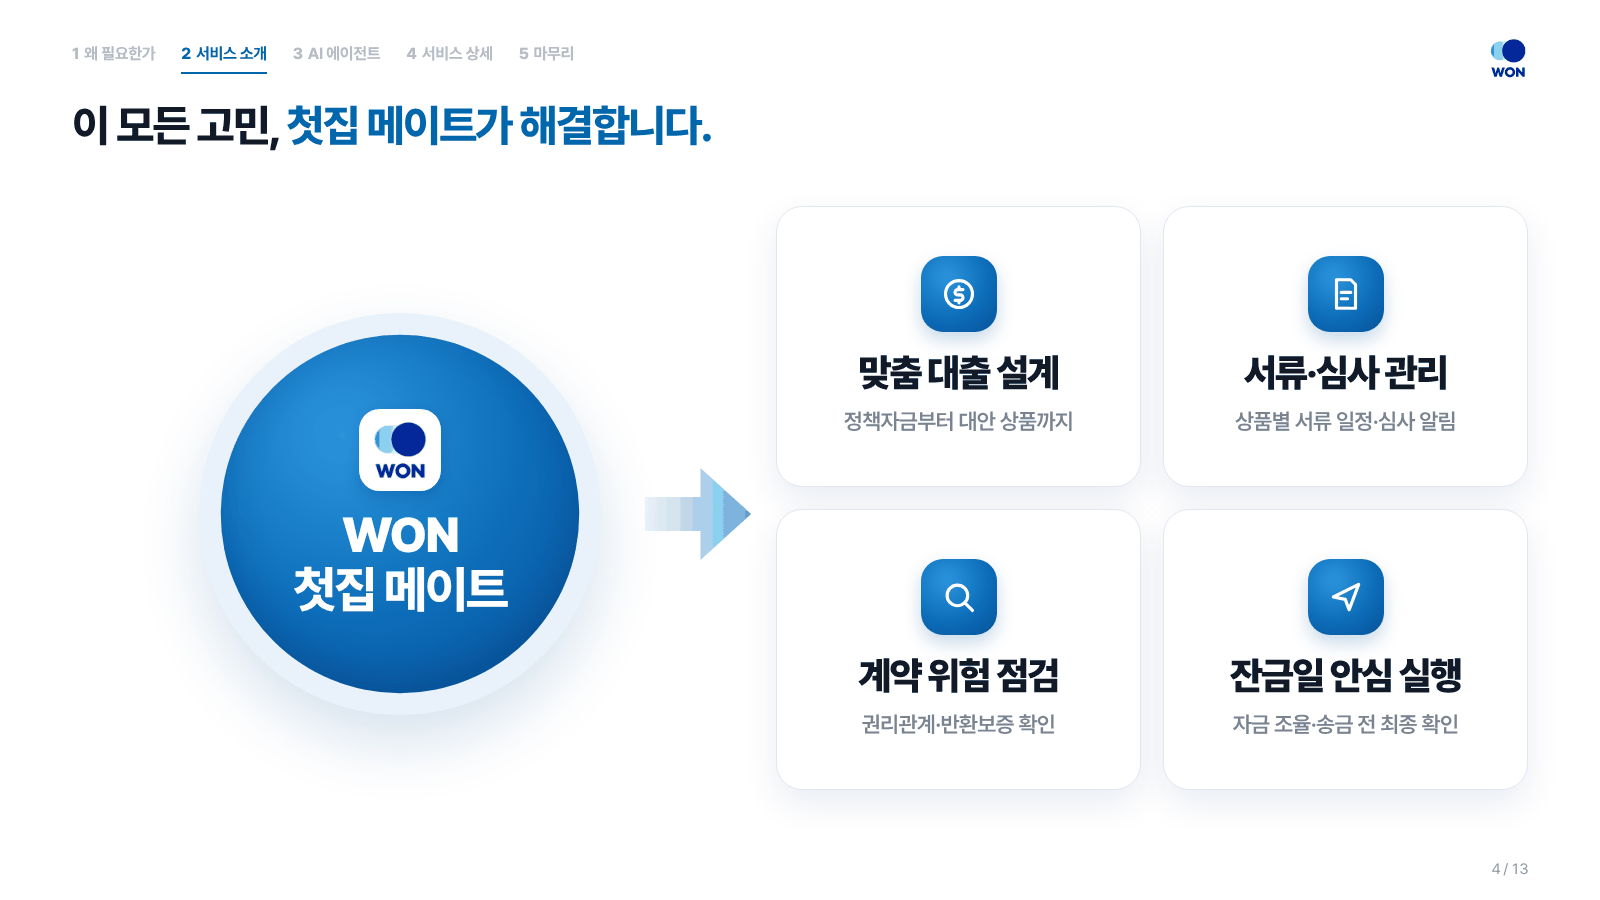 1 왜 필요한가 2 서비스 소개 3 AI 에이전트 4 서비스 상세 5 마무리
WON
이 모든 고민, 첫집 메이트가 해결합니다.
WON
WON
첫집 메이트
맞춤 대출 설계
정책자금부터 대안 상품까지
서류·심사 관리
상품별 서류 일정·심사 알림
계약 위험 점검
권리관계·반환보증 확인
잔금일 안심 실행
자금 조율·송금 전 최종 확인
4 / 13